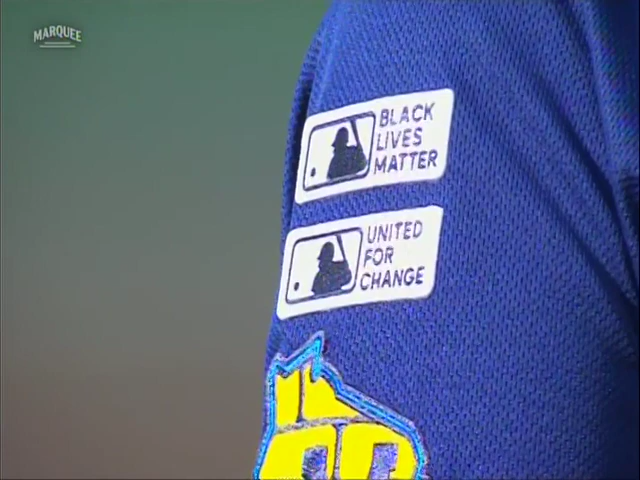 MARQUEE
BLACK
LIVES
MATTER
UNITED
FOR
CHANGE